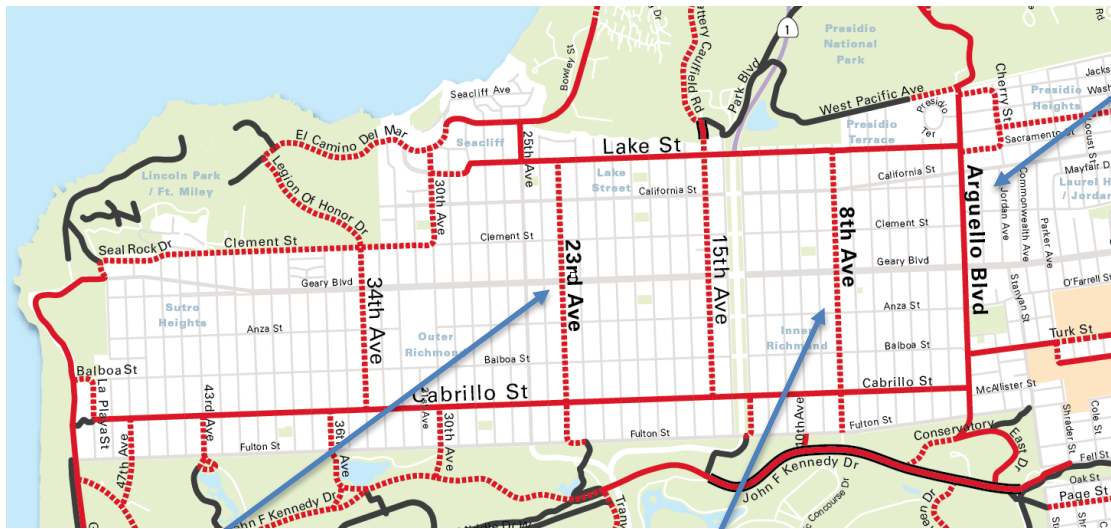 Presidio
National
Park
1
Bowley St
Battery Caulfield Rd
Park Blvd
West Pacific Ave
Cherry St
Jacks
Presidio
Heights
Wash
Presidio
Ter
Seacliff Ave
El Camino Del Mar
Seacliff
25th Ave
Lake St
Presidio
Terrace
Sacramento St
Locust St
Lincoln Park
/ Ft. Miley
Legion Of Honor Dr
30th Ave
Lake
Street
California St
California St
Mayfair D
Laurel H
/ Jordan
Arguello Blvd
Jordan Ave
Commonwealth Ave
Parker Ave
Seal Rock Dr
Clement St
Clement St
Clement St
23rd Ave
15th Ave
8th Ave
Geary Blvd
Geary Blvd
O'Farrell St
Stanyan St
34th Ave
Sutro
Heights
Anza St
Anza St
Outer
Richmond
Inner
Richmond
Turk St
Balboa St
Balboa St
Balboa St
La Playa St
Cabrillo St
Cabrillo St
McAllister St
43rd Ave
47th Ave
36th Ave
30th Ave
Fulton St
Fulton St
Fulton St
Conservatory
East Dr
Shrader St
Cole St
Fell St
Oak St
Page St
John F Kennedy Dr
John F Kennedy Dr
Concourse Dr